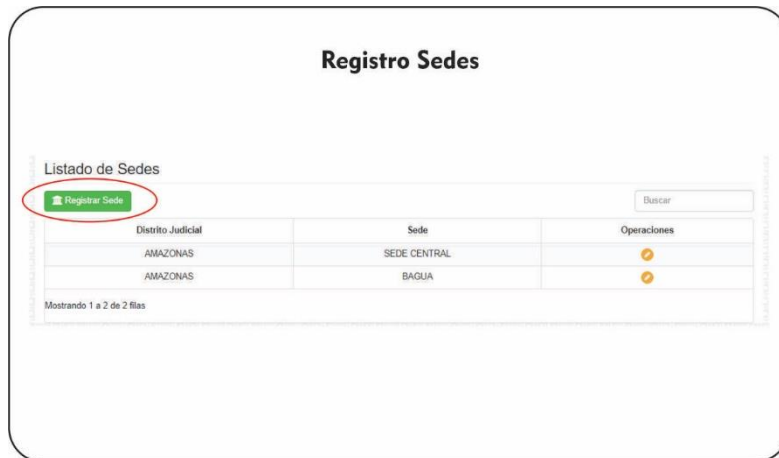 Registro Sedes
Listado de Sedes
Registrar Sede
Buscar
Distrito Judicial Sede Operaciones
AMAZONAS SEDE CENTRAL
AMAZONAS BAGUA
Mostrando 1 a 2 de 2 filas